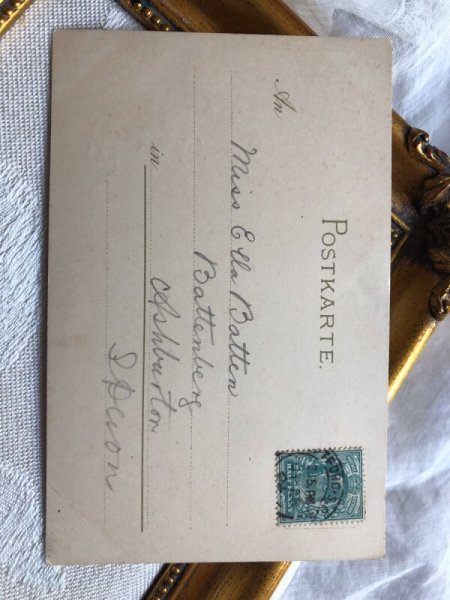 POSTKARTE.
An
Miss Ella Batten
Battenberg
in Ashburton
S Devon